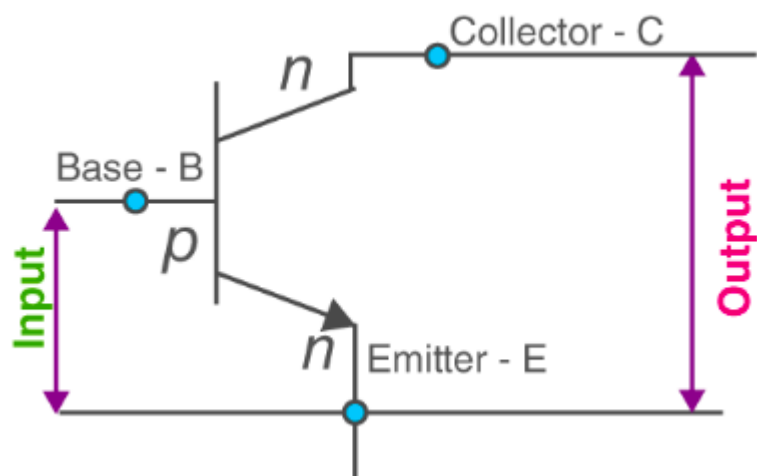 Collector - C
n
Base - B
p
Input
Output
n
Emitter - E